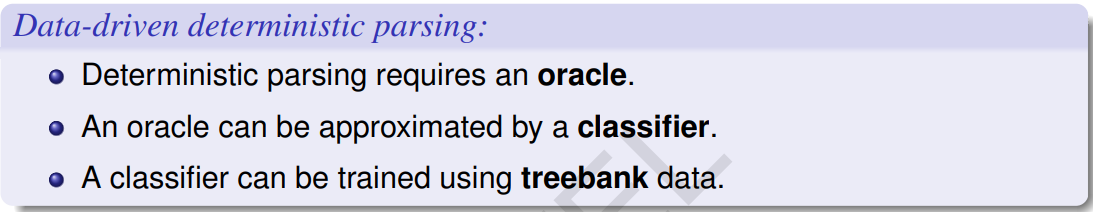 Data-driven deterministic parsing:
Deterministic parsing requires an oracle.
An oracle can be approximated by a classifier.
A classifier can be trained using treebank data.